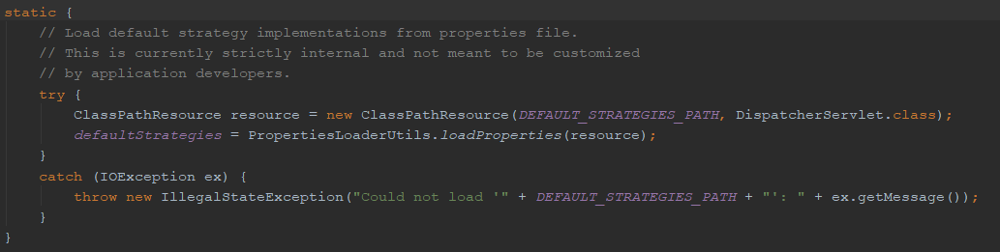 static {
    // Load default strategy implementations from properties file.
    // This is currently strictly internal and not meant to be customized
    // by application developers.
    try {
        ClassPathResource resource = new ClassPathResource(DEFAULT_STRATEGIES_PATH, DispatcherServlet.class);
        defaultStrategies = PropertiesLoaderUtils.loadProperties(resource);
    }
    catch (IOException ex) {
        throw new IllegalStateException("Could not load '" + DEFAULT_STRATEGIES_PATH + "': " + ex.getMessage());
    }
}